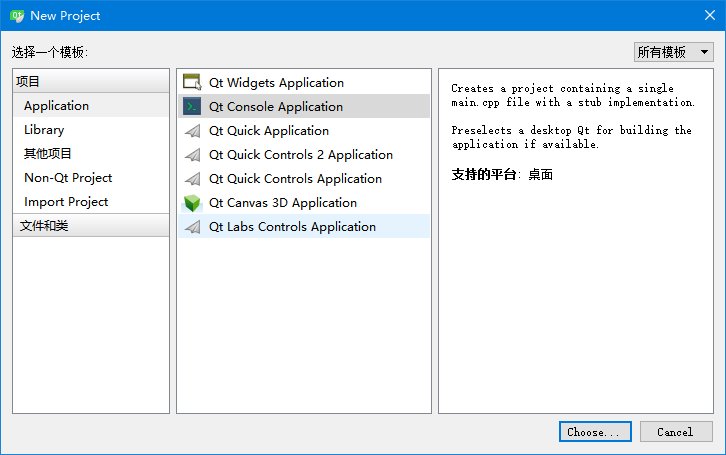 New Project
选择一个模板:
所有模板
项目
Application
Library
其他项目
Non-Qt Project
Import Project
文件和类
Qt Widgets Application
Qt Console Application
Qt Quick Application
Qt Quick Controls 2 Application
Qt Quick Controls Application
Qt Canvas 3D Application
Qt Labs Controls Application
Creates a project containing a single
main.cpp file with a stub implementation.
Preselects a desktop Qt for building the
application if available.
支持的平台: 桌面
Choose...
Cancel